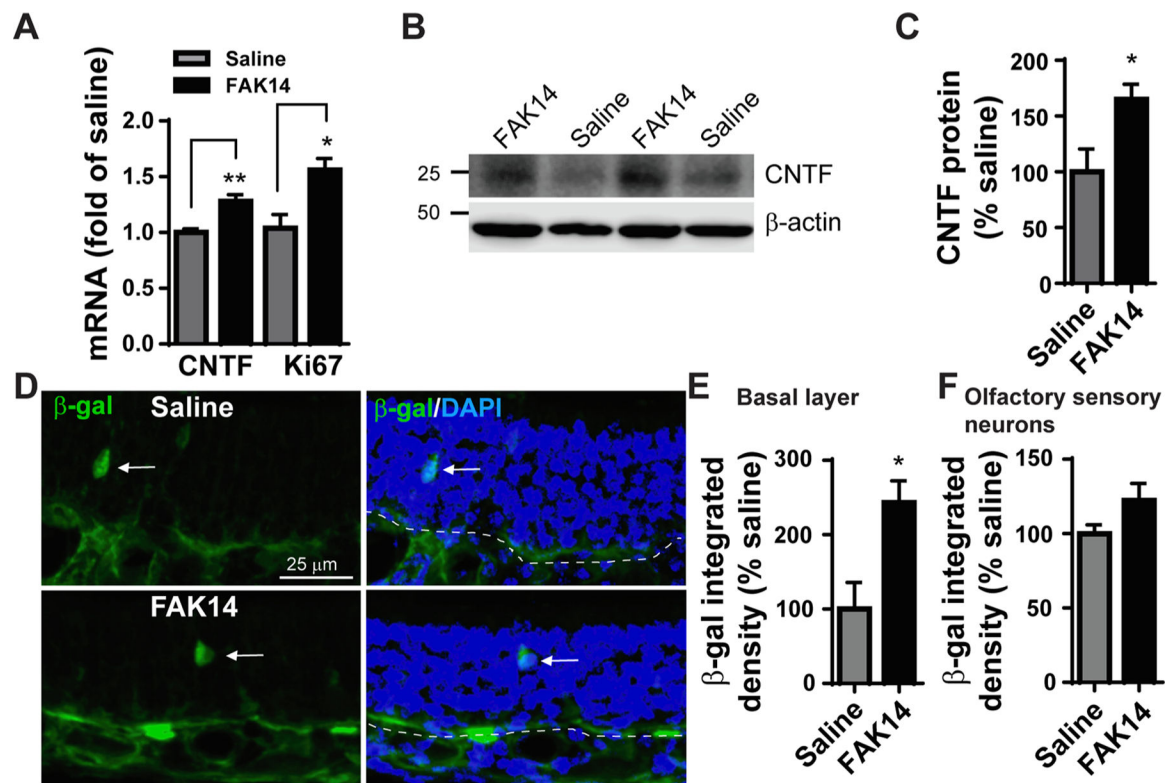 A
Saline
FAK14
mRNA (fold of saline)
2.0
1.5
1.0
0.5
0.0
**
*
CNTF
Ki67
B
FAK14
Saline
FAK14
Saline
25
CNTF
50
β-actin
C
CNTF protein
(% saline)
200
150
100
50
0
*
Saline
FAK14
D
β-gal
Saline
25 μm
β-gal/DAPI
FAK14
E
Basal layer
β-gal integrated
density (% saline)
300
200
100
0
*
Saline
FAK14
F
Olfactory sensory
neurons
β-gal integrated
density (% saline)
150
100
50
0
Saline
FAK14